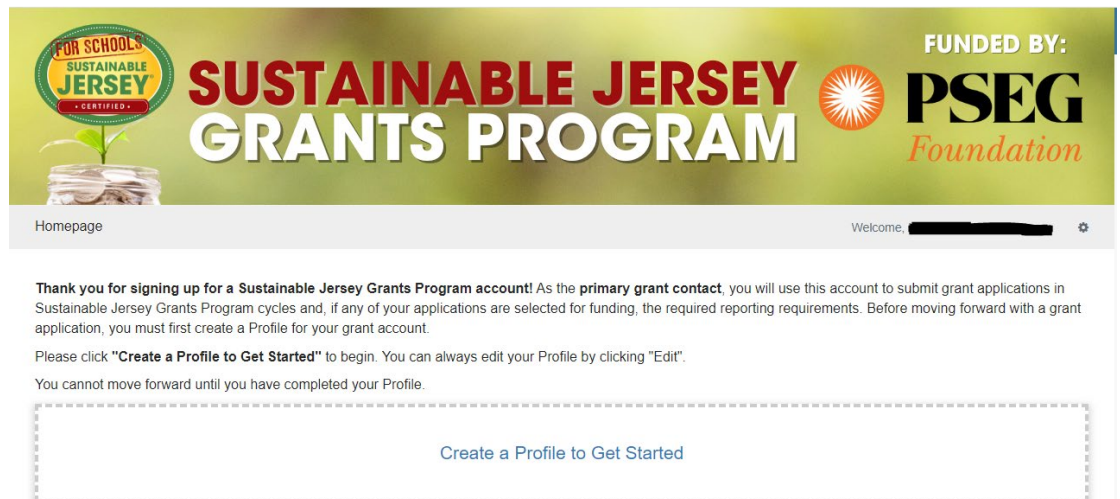 FOR SCHOOLS
SUSTAINABLE
JERSEY
• CERTIFIED •
SUSTAINABLE JERSEY
GRANTS PROGRAM
FUNDED BY:
PSEG
Foundation
Homepage
Welcome,
Thank you for signing up for a Sustainable Jersey Grants Program account! As the primary grant contact, you will use this account to submit grant applications in
Sustainable Jersey Grants Program cycles and, if any of your applications are selected for funding, the required reporting requirements. Before moving forward with a grant
application, you must first create a Profile for your grant account.
Please click "Create a Profile to Get Started" to begin. You can always edit your Profile by clicking "Edit".
You cannot move forward until you have completed your Profile.
Create a Profile to Get Started